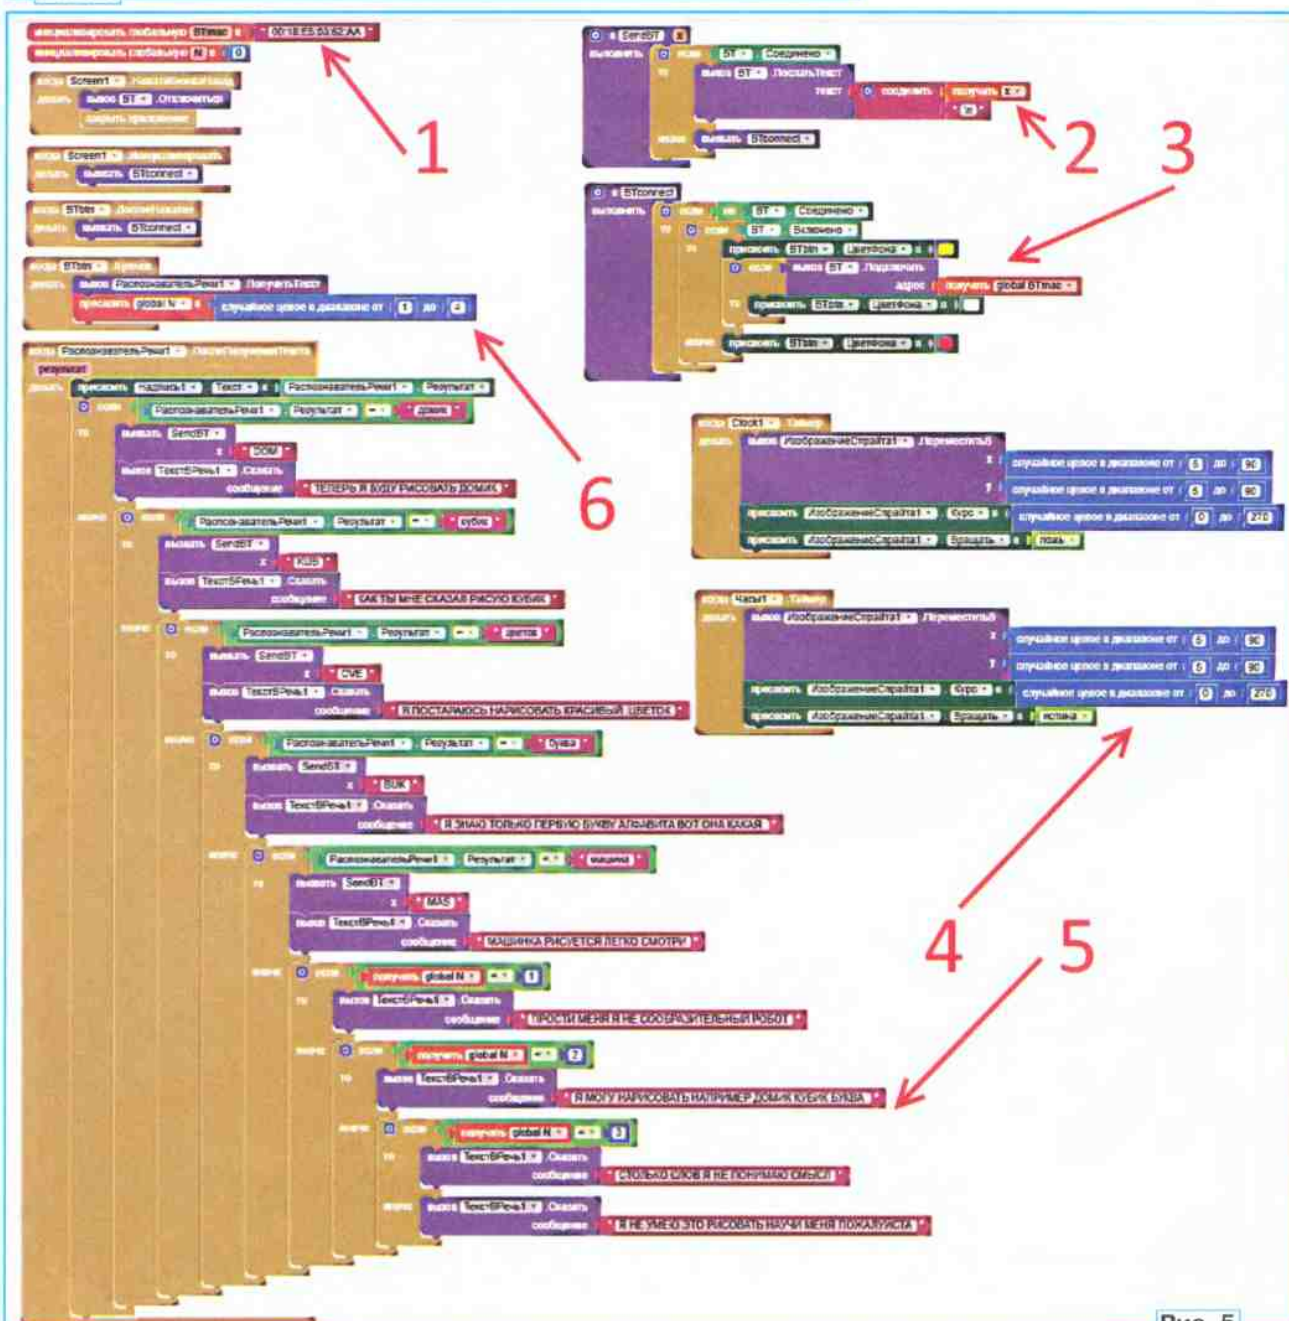 инициализировать глобальную BTmac в " 00:18:E5:03:62:AA "
инициализировать глобальную N в 0
когда Screen1
делать вызов BT .Отключиться
закрыть приложение
когда Screen1
делать вызвать BTconnect
когда BTbtn
делать вызвать BTconnect
когда BTbtn
делать вызов РаспознавательРечи1 .ПолучитьТекст
присвоить global N в случайное целое в диапазоне от 1 до 4
когда РаспознавательРечи1 .ПослеПолученияТекста
результат
делать присвоить Надпись1 . Текст в РаспознавательРечи1 . Результат
если РаспознавательРечи1 . Результат = " домик "
то вызвать SendBT
x " DOM "
вызов ТекстВРечь1 .Сказать
сообщение " ТЕПЕРЬ Я БУДУ РИСОВАТЬ ДОМИК "
иначе если РаспознавательРечи1 . Результат = " кубик "
то вызвать SendBT
x " KUB "
вызов ТекстВРечь1 .Сказать
сообщение " КАК ТЫ МНЕ СКАЗАЛ РИСУЮ КУБИК "
иначе если РаспознавательРечи1 . Результат = " цветок "
то вызвать SendBT
x " CVE "
вызов ТекстВРечь1 .Сказать
сообщение " Я ПОСТАРАЮСЬ НАРИСОВАТЬ КРАСИВЫЙ ЦВЕТОК "
иначе если РаспознавательРечи1 . Результат = " буква "
то вызвать SendBT
x " BUK "
вызов ТекстВРечь1 .Сказать
сообщение " Я ЗНАЮ ТОЛЬКО ПЕРВУЮ БУКВУ АЛФАВИТА ВОТ ОНА КАКАЯ "
иначе если РаспознавательРечи1 . Результат = " машина "
то вызвать SendBT
x " MAS "
вызов ТекстВРечь1 .Сказать
сообщение " МАШИНКА РИСУЕТСЯ ЛЕГКО СМОТРИ "
иначе если получить global N = 1
то вызов ТекстВРечь1 .Сказать
сообщение " ПРОСТИ МЕНЯ Я НЕ СООБРАЗИТЕЛЬНЫЙ РОБОТ "
иначе если получить global N = 2
то вызов ТекстВРечь1 .Сказать
сообщение " Я МОГУ НАРИСОВАТЬ НАПРИМЕР ДОМИК КУБИК БУКВА "
иначе если получить global N = 3
то вызов ТекстВРечь1 .Сказать
сообщение " СТОЛЬКО СЛОВ Я НЕ ПОНИМАЮ СМЫСЛ "
иначе вызов ТекстВРечь1 .Сказать
сообщение " Я НЕ УМЕЮ ЭТО РИСОВАТЬ НАУЧИ МЕНЯ ПОЖАЛУЙСТА "
в SendBT x
выполнить если BT . Соединено
то вызов BT .ПослатьТекст
текст соединить получить x
иначе вызвать BTconnect
в BTconnect
выполнить если не BT . Соединено
то если BT . Включено
то присвоить BTbtn . ЦветФона в
если вызов BT .Подключить
адрес получить global BTmac
то присвоить BTbtn . ЦветФона в
иначе присвоить BTbtn . ЦветФона в
когда Clock1 .Таймер
делать вызов ИзображениеСпрайта1 .ПереместитьВ
x случайное целое в диапазоне от 5 до 90
y случайное целое в диапазоне от 5 до 90
присвоить ИзображениеСпрайта1 . Курс в случайное целое в диапазоне от 0 до 270
присвоить ИзображениеСпрайта1 . Вращать в ложь
когда Часы1 .Таймер
делать вызов ИзображениеСпрайта1 .ПереместитьВ
x случайное целое в диапазоне от 5 до 90
y случайное целое в диапазоне от 5 до 90
присвоить ИзображениеСпрайта1 . Курс в случайное целое в диапазоне от 0 до 270
присвоить ИзображениеСпрайта1 . Вращать в истина
1
2
3
4
5
6
Рис. 5